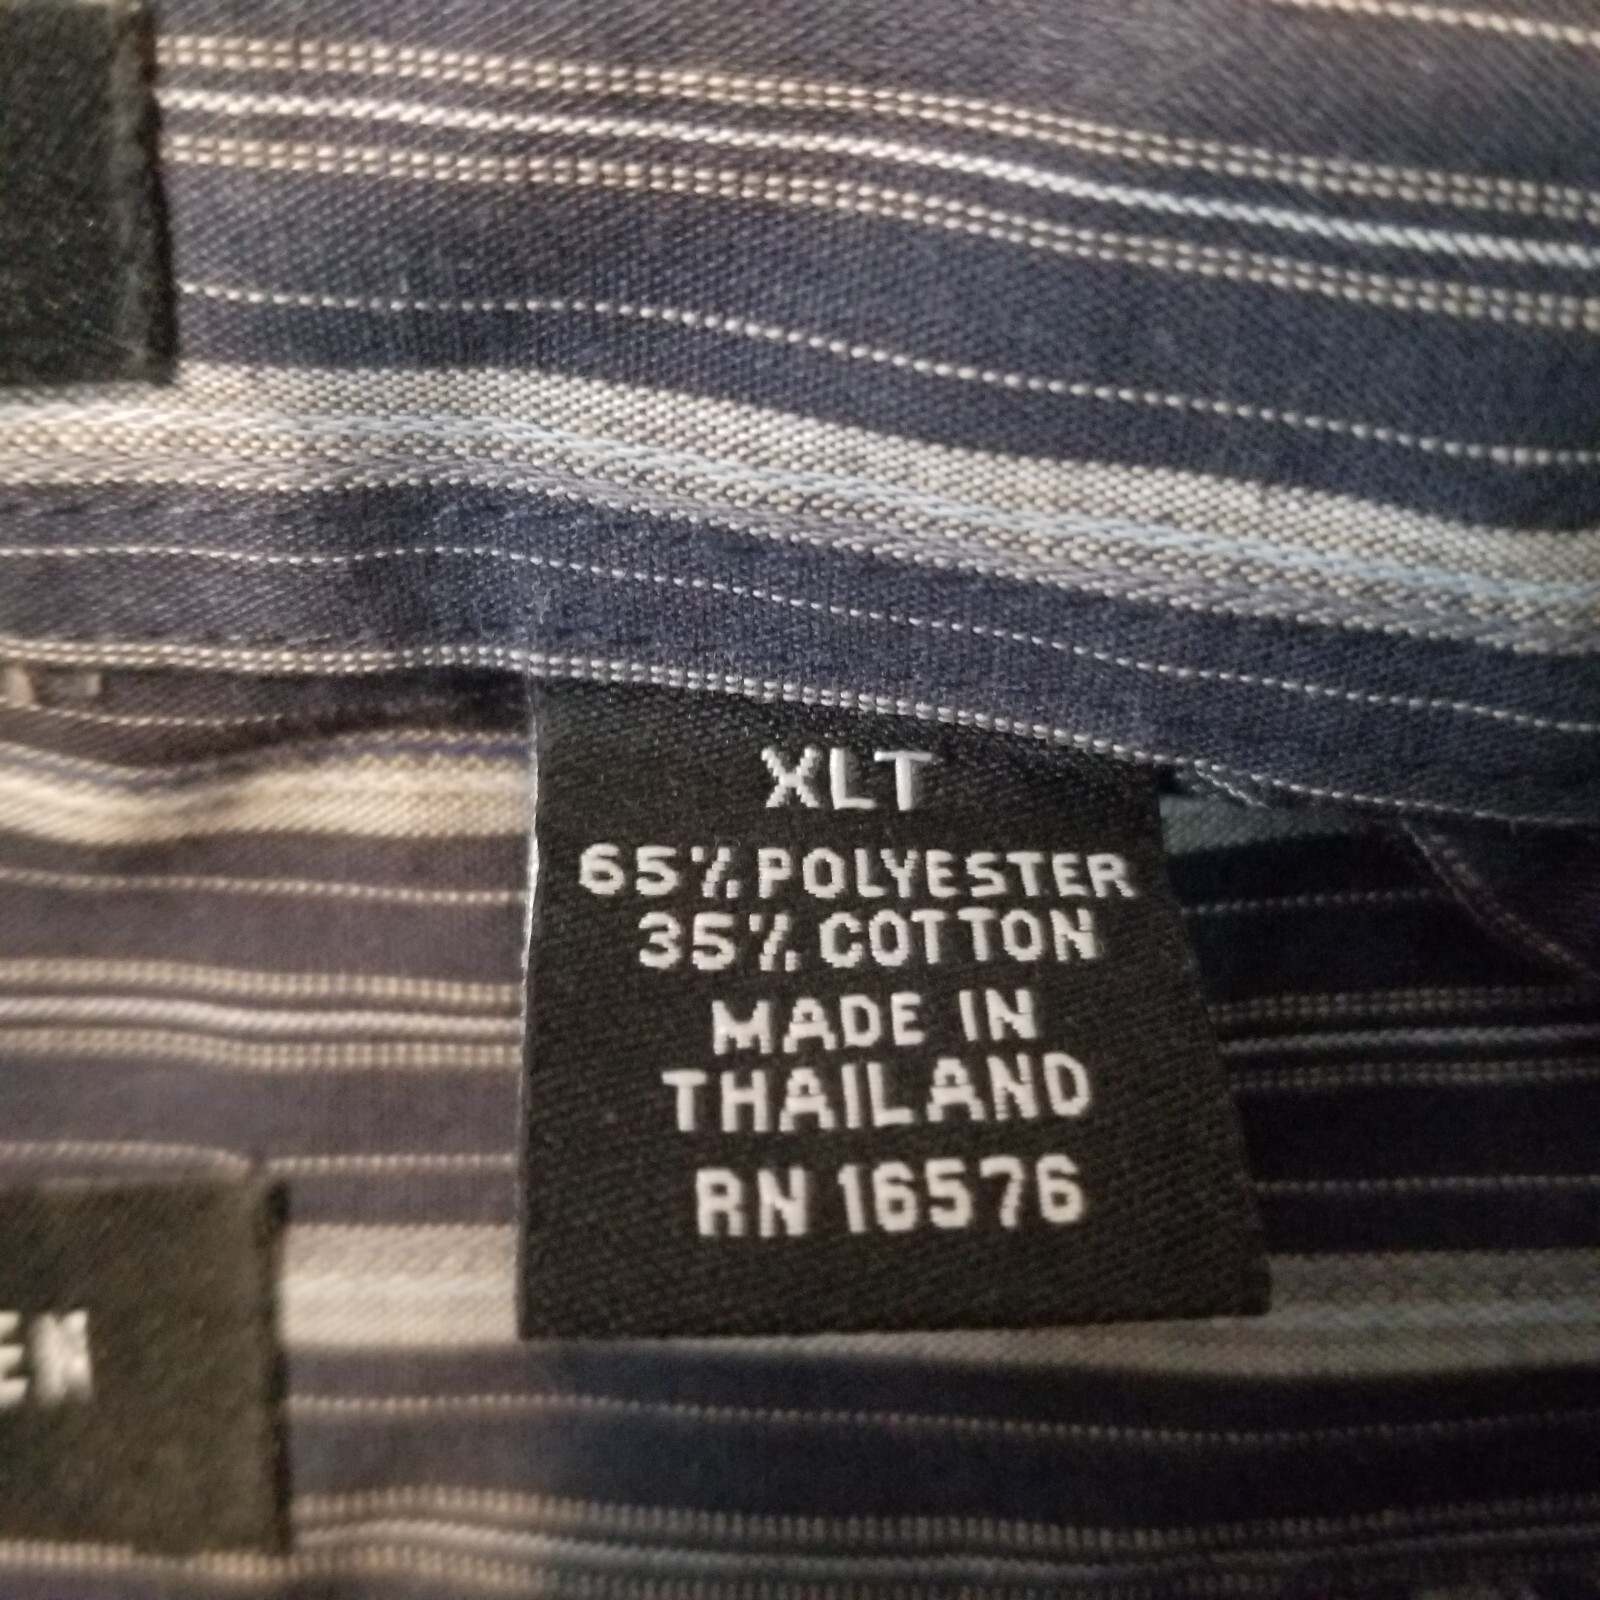 XLT
65% POLYESTER
35% COTTON
MADE IN
THAILAND
RN 16576